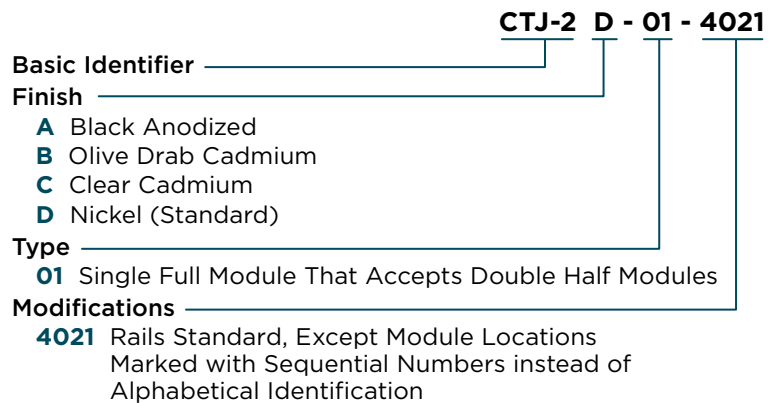 CTJ-2 D - 01 - 4021
Basic Identifier
Finish
A Black Anodized
B Olive Drab Cadmium
C Clear Cadmium
D Nickel (Standard)
Type
01 Single Full Module That Accepts Double Half Modules
Modifications
4021 Rails Standard, Except Module Locations
Marked with Sequential Numbers instead of
Alphabetical Identification